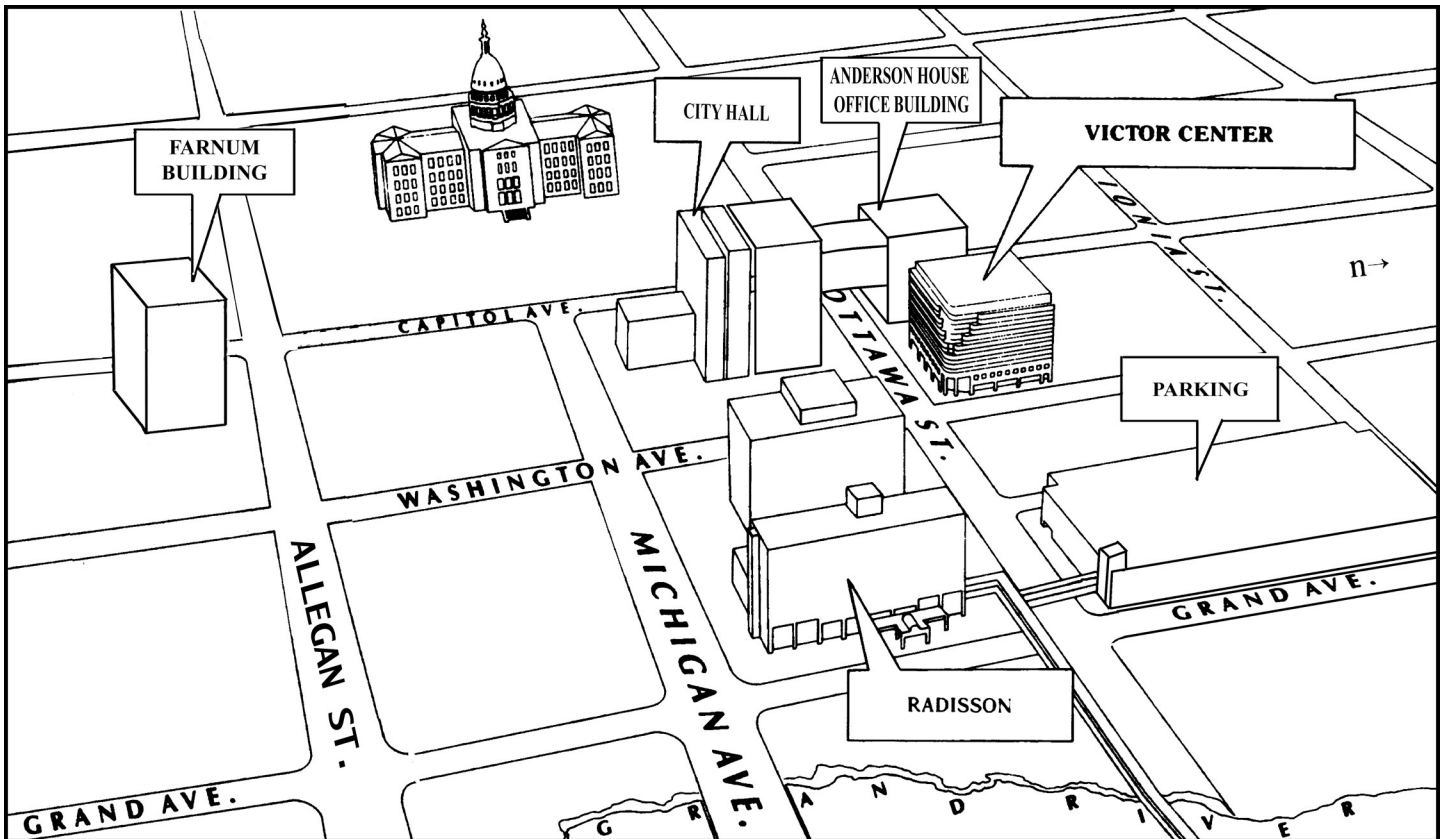 ANDERSON HOUSE
OFFICE BUILDING
CITY HALL
VICTOR CENTER
FARNUM
BUILDING
IONIA ST.
n→
CAPITOL AVE.
OTTAWA ST.
PARKING
WASHINGTON AVE.
ALLEGAN ST.
MICHIGAN AVE.
GRAND AVE.
RADISSON
GRAND AVE.
GRAND RIVER